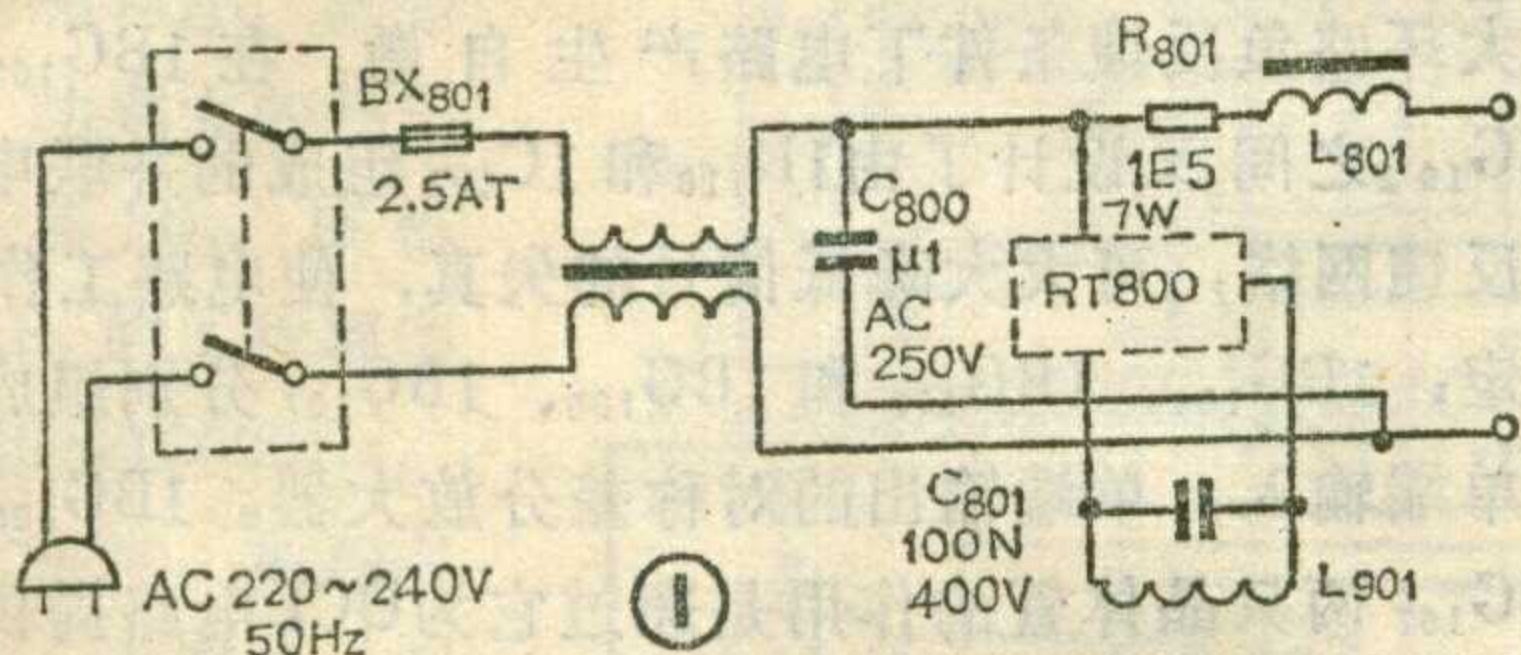 BX801
2.5AT
C800
μ1
AC
250V
R801
1E5
7W
L801
RT800
C801
100N
400V
L901
AC 220~240V
50Hz
1